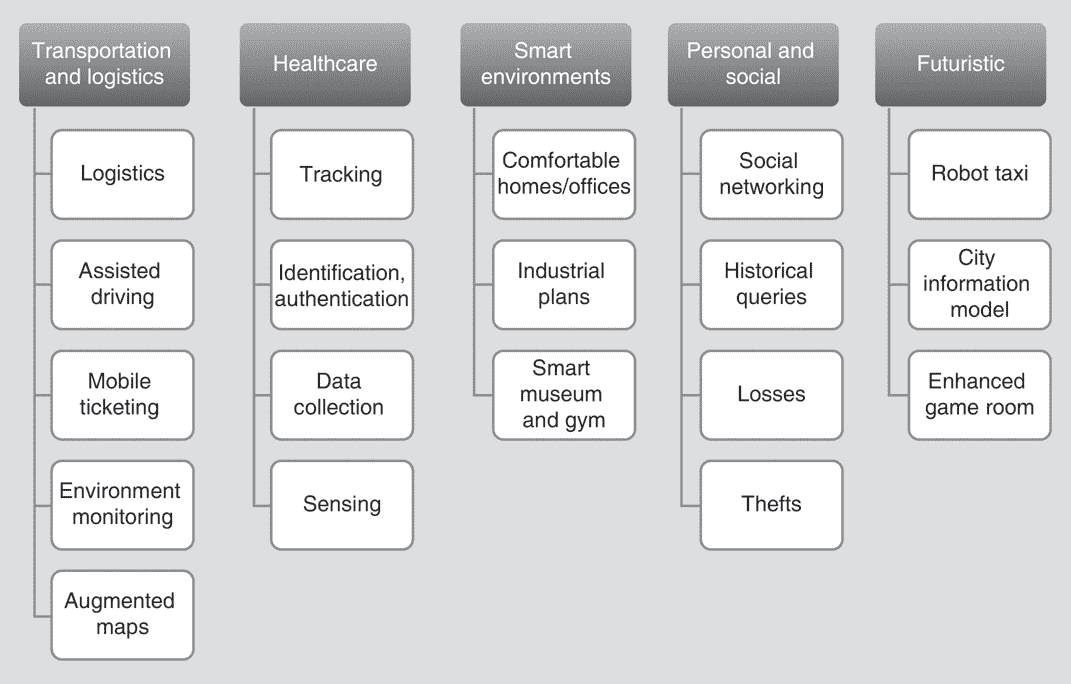 Transportation
and logistics
Logistics
Assisted
driving
Mobile
ticketing
Environment
monitoring
Augmented
maps
Healthcare
Tracking
Identification,
authentication
Data
collection
Sensing
Smart
environments
Comfortable
homes/offices
Industrial
plans
Smart
museum
and gym
Personal and
social
Social
networking
Historical
queries
Losses
Thefts
Futuristic
Robot taxi
City
information
model
Enhanced
game room